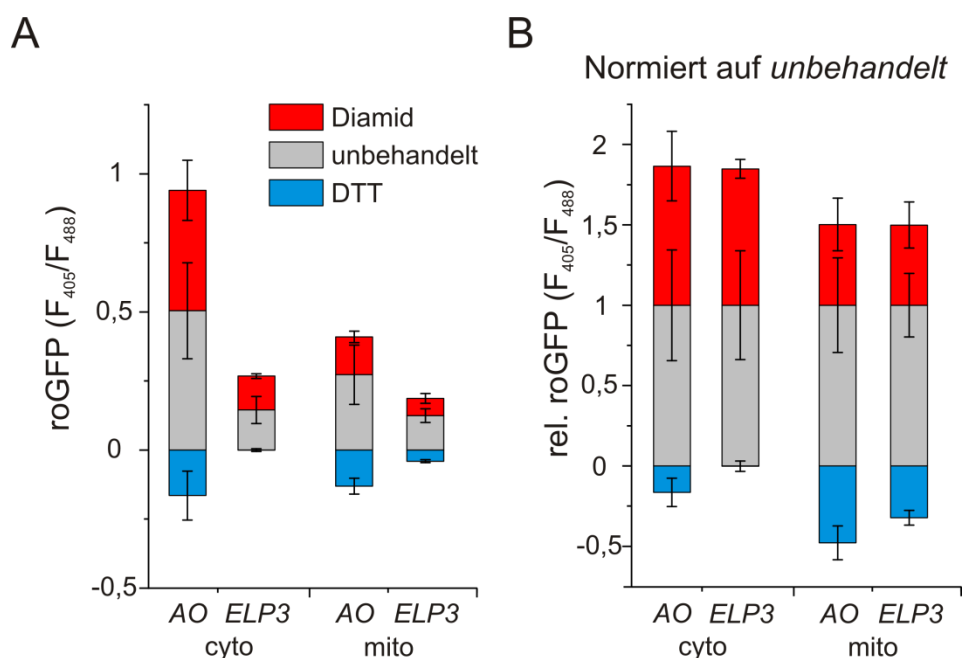 A
Diamid
unbehandelt
DTT
roGFP (F405/F488)
1
0,5
0
-0,5
AO ELP3 AO ELP3
cyto mito
B
Normiert auf unbehandelt
rel. roGFP (F405/F488)
2
1,5
1
0,5
0
-0,5
AO ELP3 AO ELP3
cyto mito